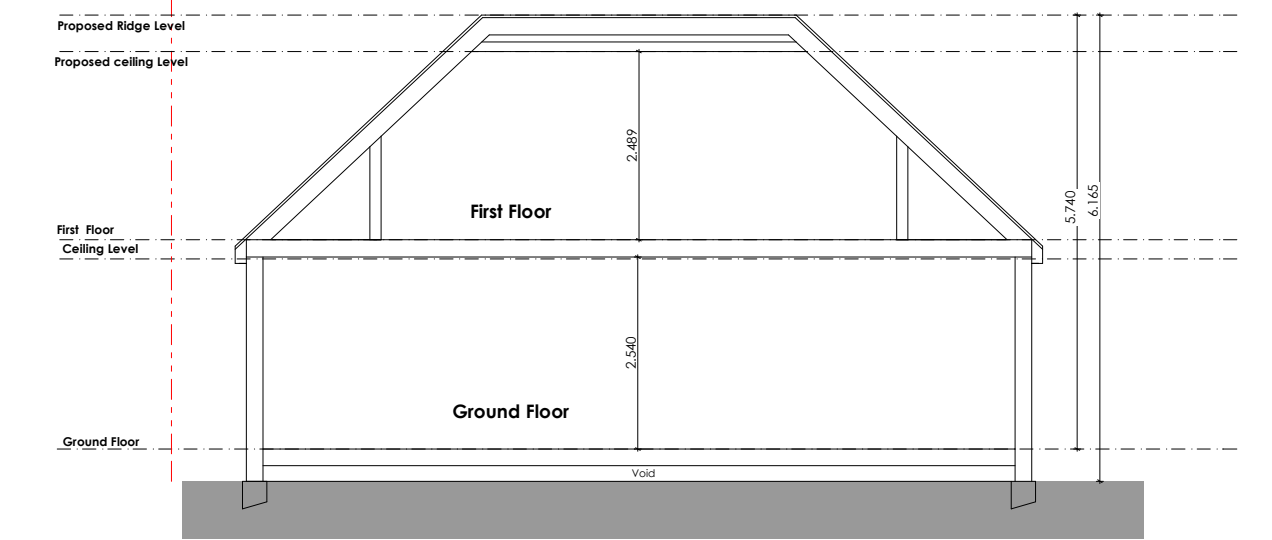 Proposed Ridge Level
Proposed ceiling Level
2.489
First Floor
5.740
6.165
First Floor
Ceiling Level
2.540
Ground Floor
Ground Floor
Void